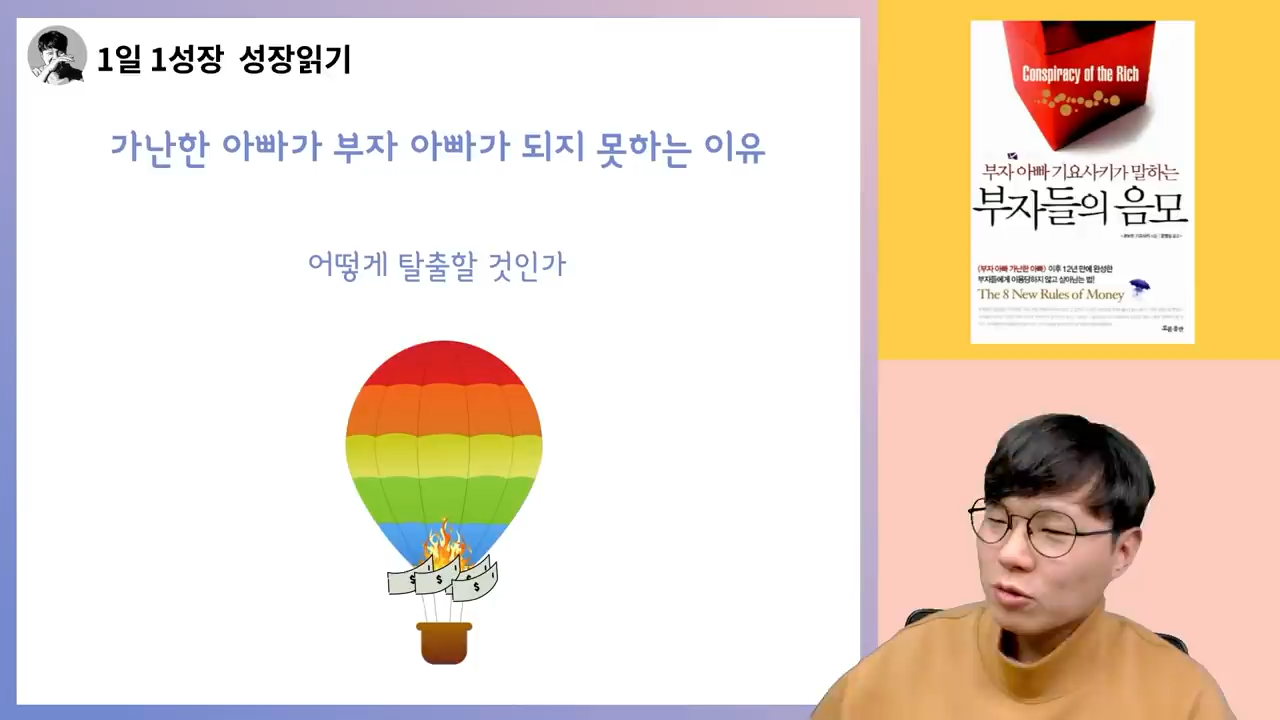 1일 1성장 성장읽기
가난한 아빠가 부자 아빠가 되지 못하는 이유
어떻게 탈출할 것인가
$ $ $
Conspiracy of the Rich
부자 아빠 기요사키가 말하는
부자들의 음모
《부자 아빠 가난한 아빠》 이후 12년 만에 완성한
부자들에게 이용당하지 않고 살아남는 법!
The 8 New Rules of Money